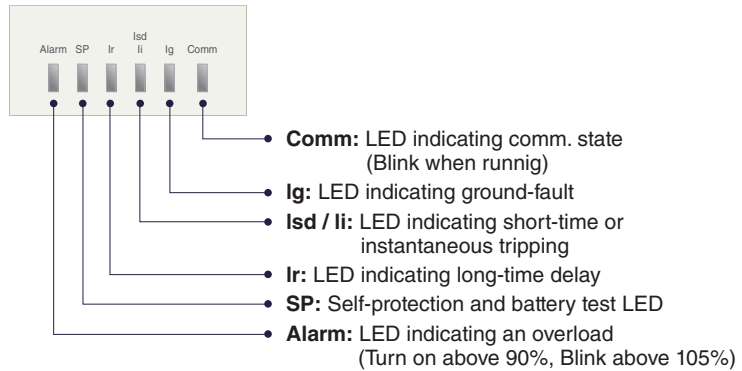 Isd
Alarm SP Ir Ii Ig Comm
Comm: LED indicating comm. state
(Blink when runnig)
Ig: LED indicating ground-fault
Isd / Ii: LED indicating short-time or
instantaneous tripping
Ir: LED indicating long-time delay
SP: Self-protection and battery test LED
Alarm: LED indicating an overload
(Turn on above 90%, Blink above 105%)